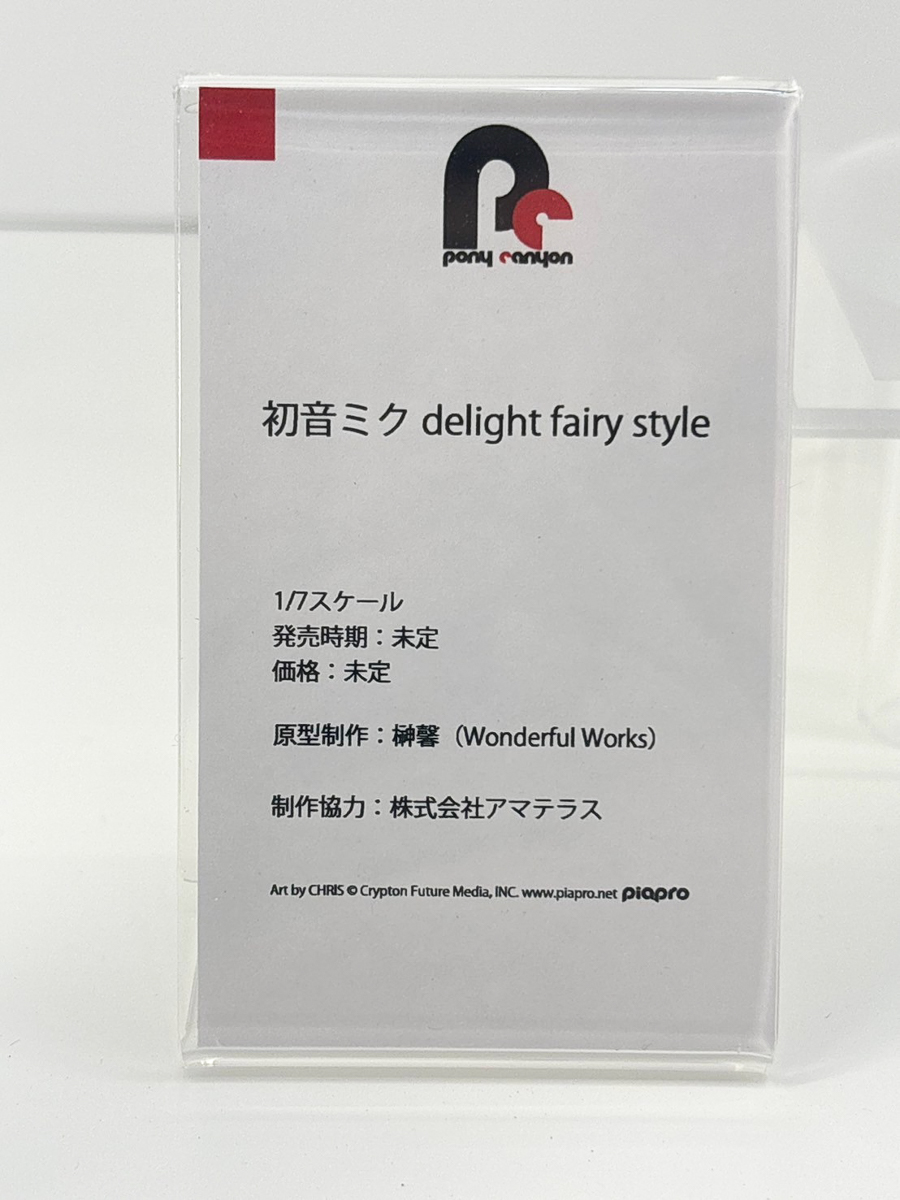 pony canyon
初音ミク delight fairy style
1/7スケール
発売時期：未定
価格：未定
原型制作：榊馨（Wonderful Works）
制作協力：株式会社アマテラス
Art by CHRIS © Crypton Future Media, INC. www.piapro.net piapro